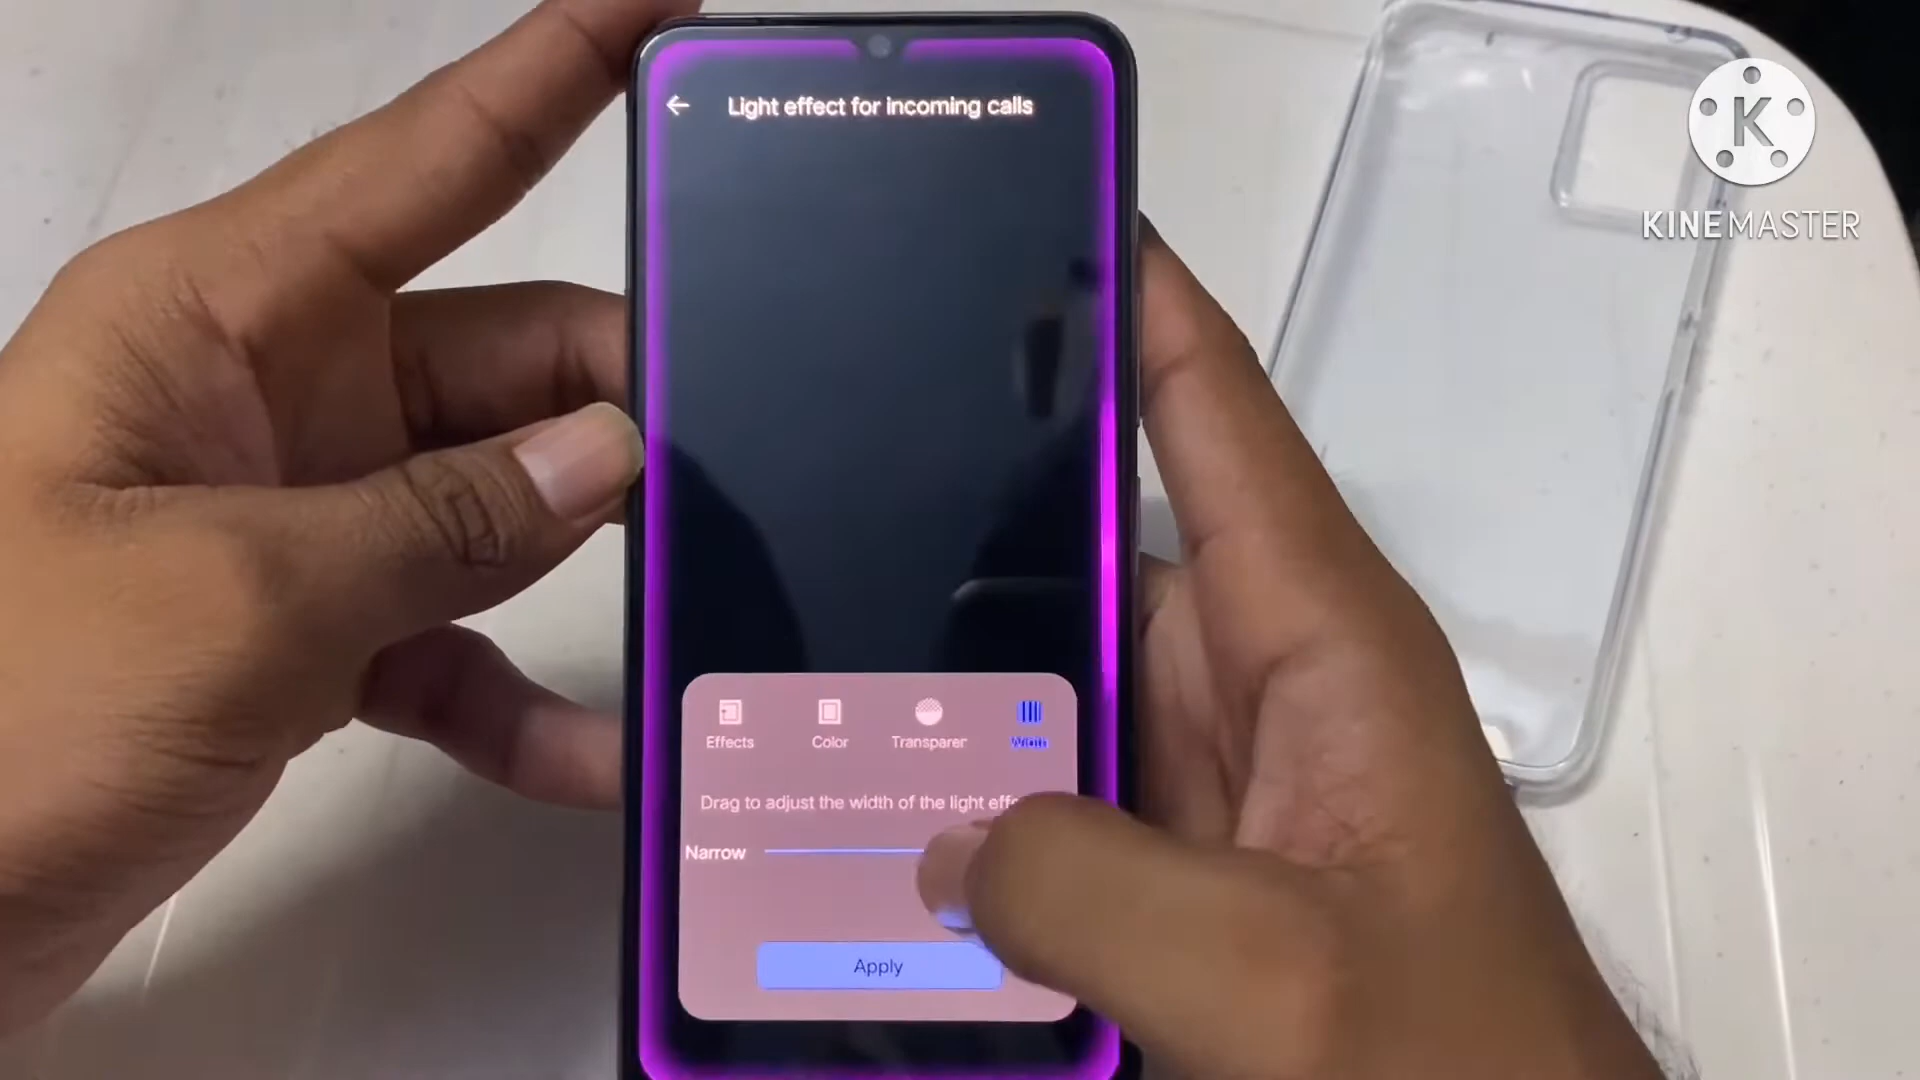 Light effect for incoming calls
K
KINEMASTER
Effects
Color
Transparer
Width
Drag to adjust the width of the light
Narrow
Apply